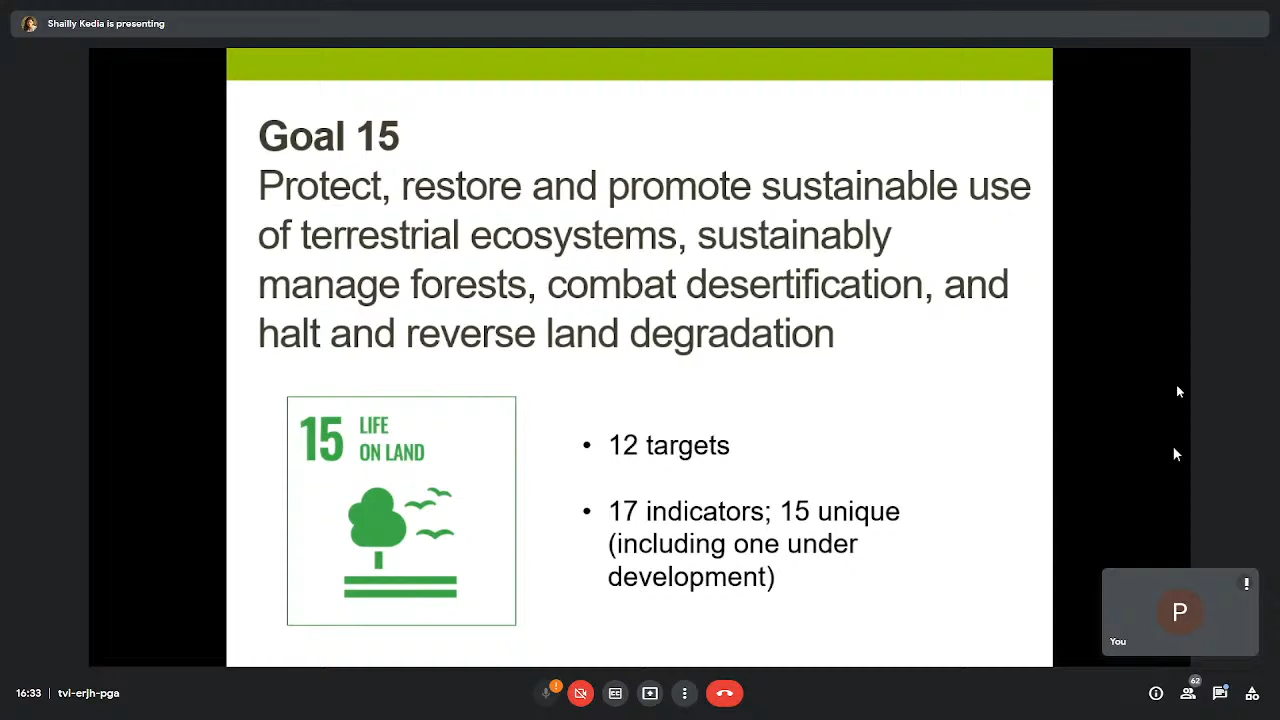 Shailly Kedia is presenting
Goal 15
Protect, restore and promote sustainable use
of terrestrial ecosystems, sustainably
manage forests, combat desertification, and
halt and reverse land degradation
15 LIFE
ON LAND
• 12 targets
• 17 indicators; 15 unique
(including one under
development)
P
You
16:33 | tvi-erjh-pga
62